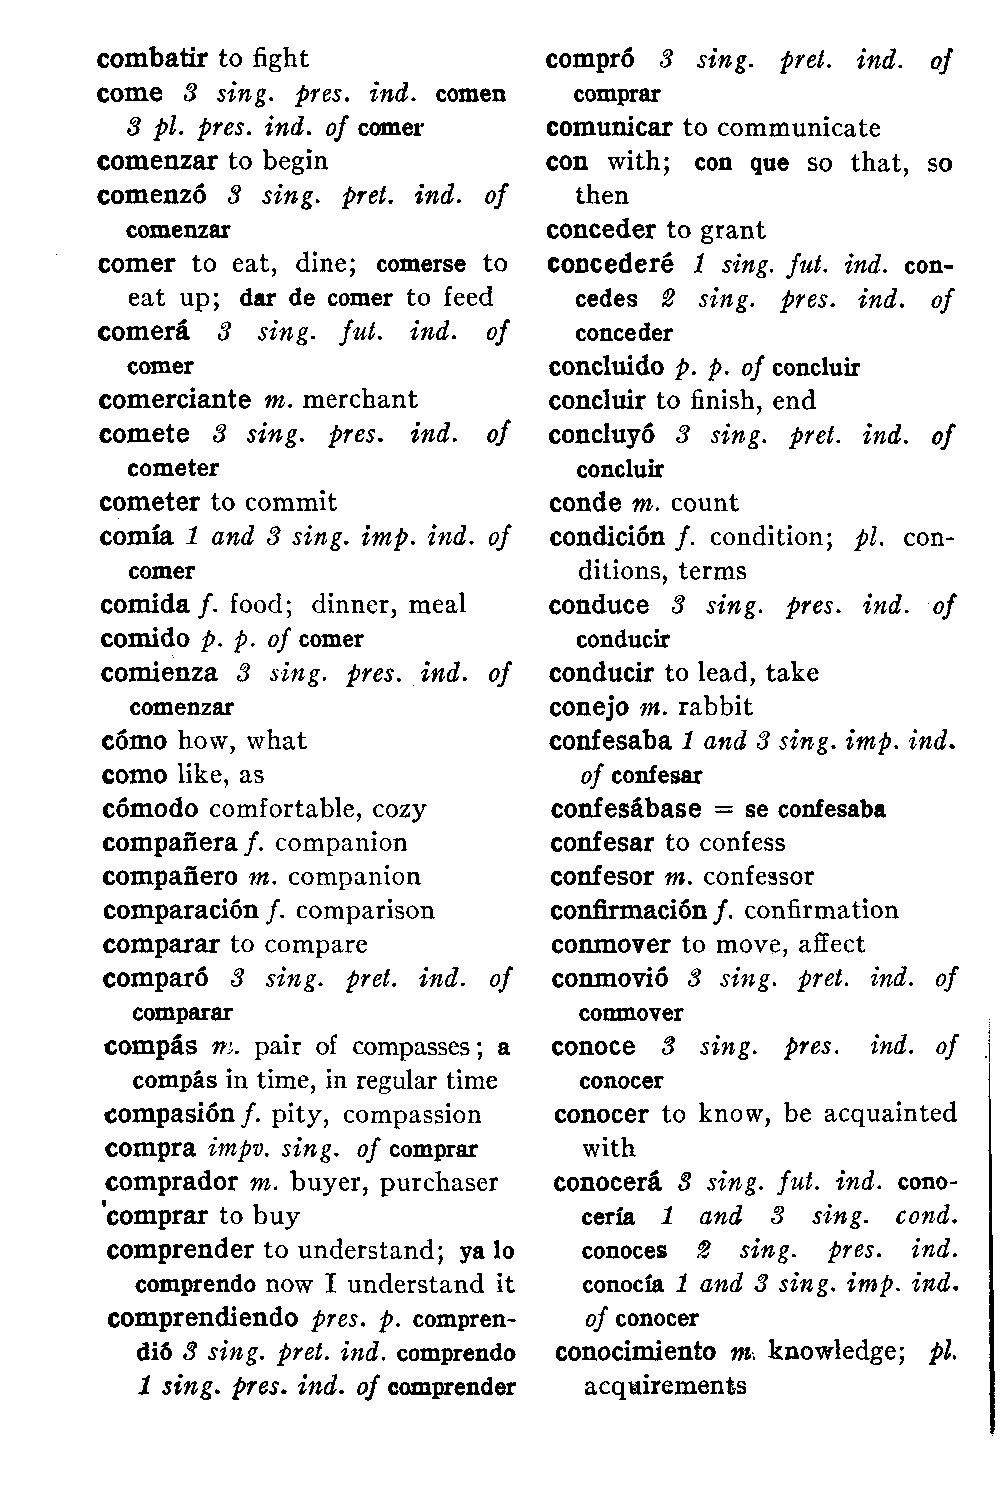 combatir to fight
come 3 sing. pres. ind. comen
3 pl. pres. ind. of comer
comenzar to begin
comenzó 3 sing. pret. ind. of
comenzar
comer to eat, dine; comerse to
eat up; dar de comer to feed
comerá 3 sing. fut. ind. of
comer
comerciante m. merchant
comete 3 sing. pres. ind. of
cometer
cometer to commit
comía 1 and 3 sing. imp. ind. of
comer
comida f. food; dinner, meal
comido p. p. of comer
comienza 3 sing. pres. ind. of
comenzar
cómo how, what
como like, as
cómodo comfortable, cozy
compañera f. companion
compañero m. companion
comparación f. comparison
comparar to compare
comparó 3 sing. pret. ind. of
comparar
compás m. pair of compasses; a
compás in time, in regular time
compasión f. pity, compassion
compra impv. sing. of comprar
comprador m. buyer, purchaser
comprar to buy
comprender to understand; ya lo
comprendo now I understand it
comprendiendo pres. p. compren-
dió 3 sing. pret. ind. comprendo
1 sing. pres. ind. of comprender
compró 3 sing. pret. ind. of
comprar
comunicar to communicate
con with; con que so that, so
then
conceder to grant
concederé 1 sing. fut. ind. con-
cedes 2 sing. pres. ind. of
conceder
concluido p. p. of concluir
concluir to finish, end
concluyó 3 sing. pret. ind. of
concluir
conde m. count
condición f. condition; pl. con-
ditions, terms
conduce 3 sing. pres. ind. of
conducir
conducir to lead, take
conejo m. rabbit
confesaba 1 and 3 sing. imp. ind.
of confesar
confesábase = se confesaba
confesar to confess
confesor m. confessor
confirmación f. confirmation
conmover to move, affect
conmovió 3 sing. pret. ind. of
conmover
conoce 3 sing. pres. ind. of
conocer
conocer to know, be acquainted
with
conocerá 3 sing. fut. ind. cono-
cería 1 and 3 sing. cond.
conoces 2 sing. pres. ind.
conocía 1 and 3 sing. imp. ind.
of conocer
conocimiento m. knowledge; pl.
acquirements